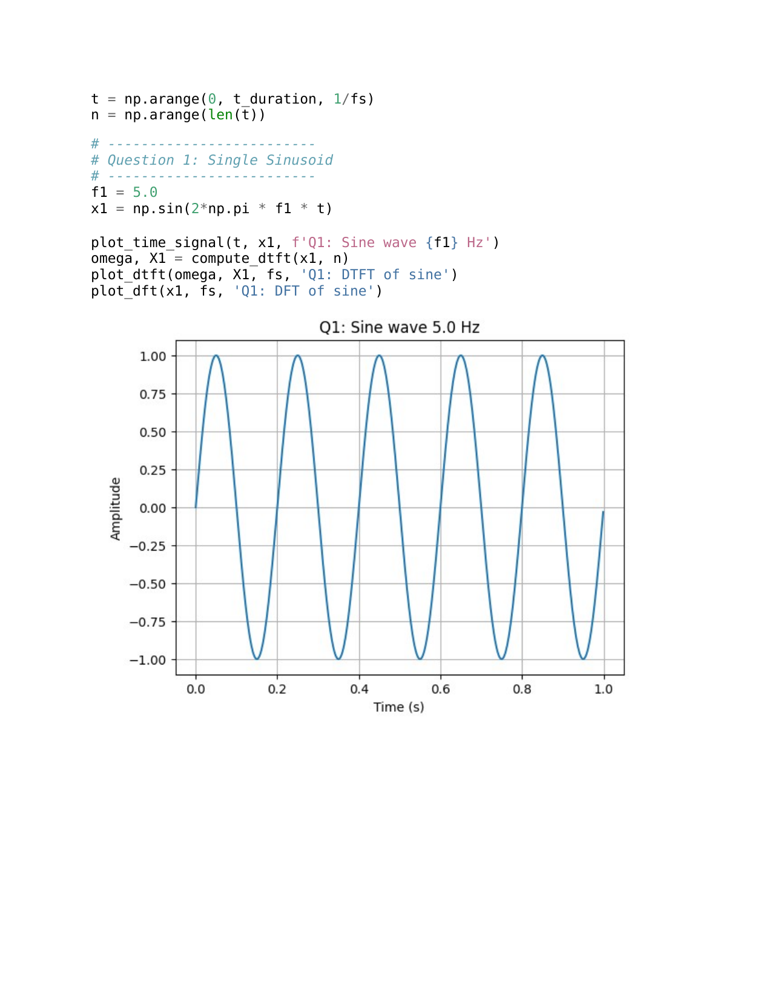 t = np.arange(0, t_duration, 1/fs)
n = np.arange(len(t))
# -------------------------
# Question 1: Single Sinusoid
# -------------------------
f1 = 5.0
x1 = np.sin(2*np.pi * f1 * t)
plot_time_signal(t, x1, f'Q1: Sine wave {f1} Hz')
omega, X1 = compute_dtft(x1, n)
plot_dtft(omega, X1, fs, 'Q1: DTFT of sine')
plot_dft(x1, fs, 'Q1: DFT of sine')
Q1: Sine wave 5.0 Hz
1.00
0.75
0.50
0.25
0.00
−0.25
−0.50
−0.75
−1.00
Amplitude
0.0 0.2 0.4 0.6 0.8 1.0
Time (s)